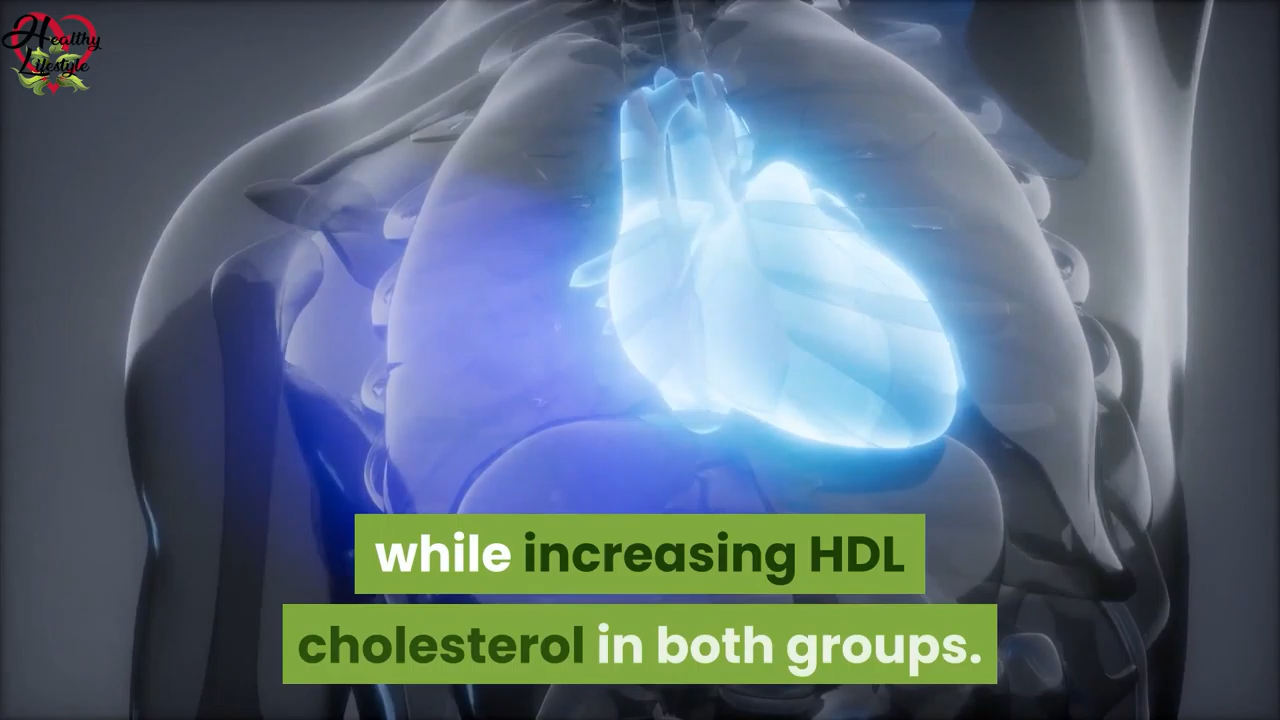 Healthy
Lifestyle
while increasing HDL
cholesterol in both groups.